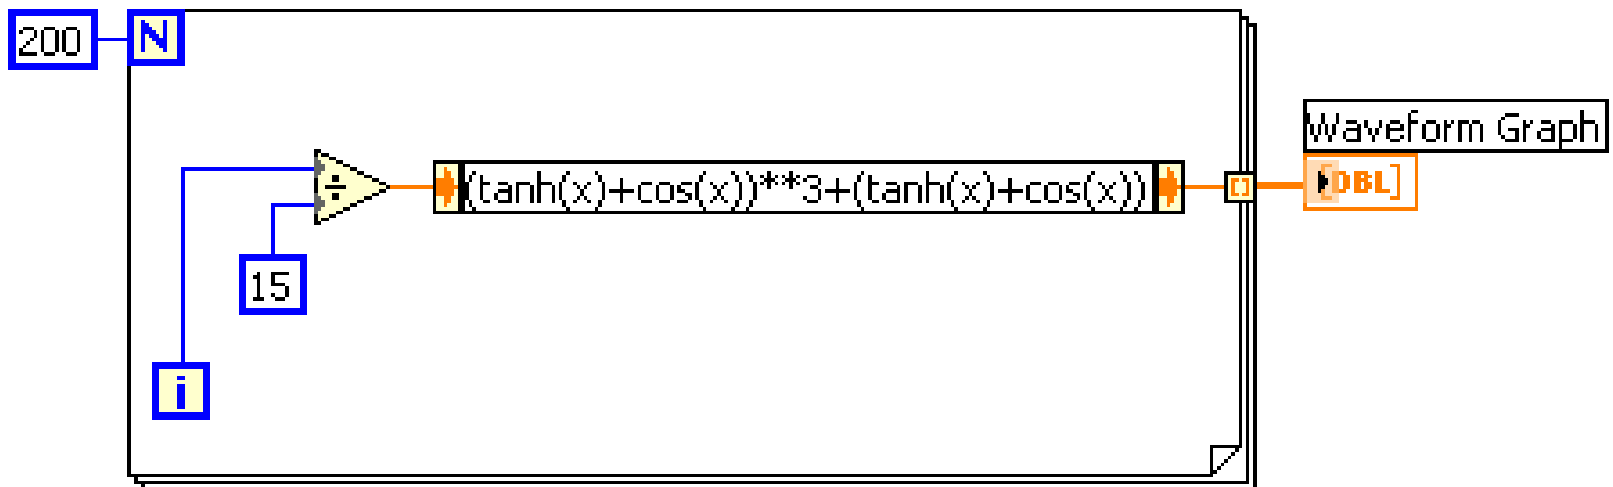 200
N
Waveform Graph
(tanh(x)+cos(x))**3+(tanh(x)+cos(x))
[DBL]
15
i